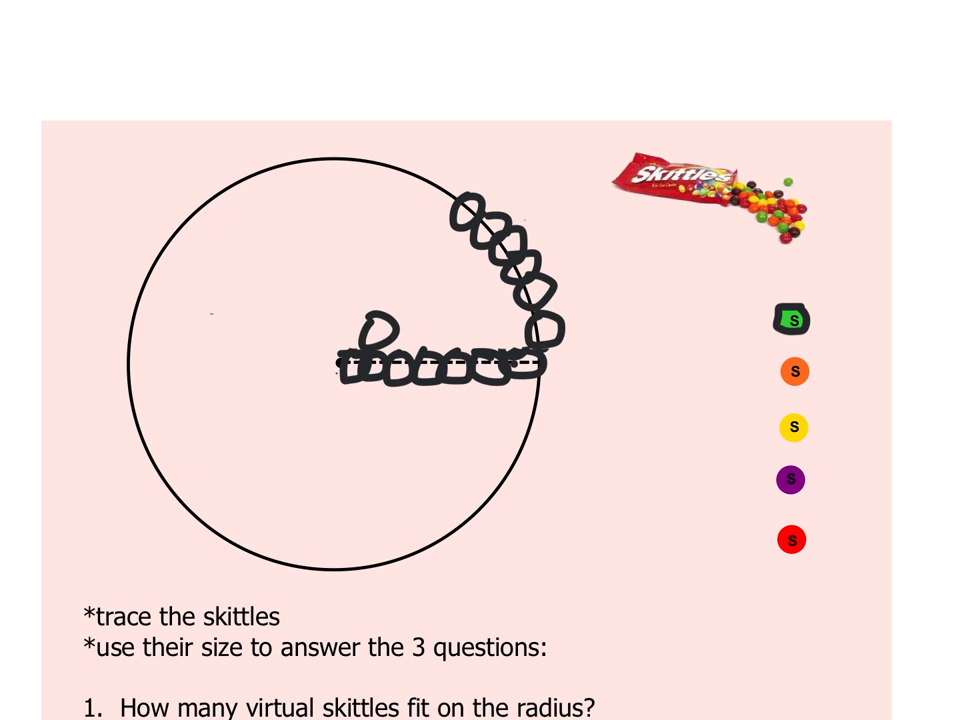 Skittles
S
S
S
S
S
*trace the skittles
*use their size to answer the 3 questions:
1. How many virtual skittles fit on the radius?